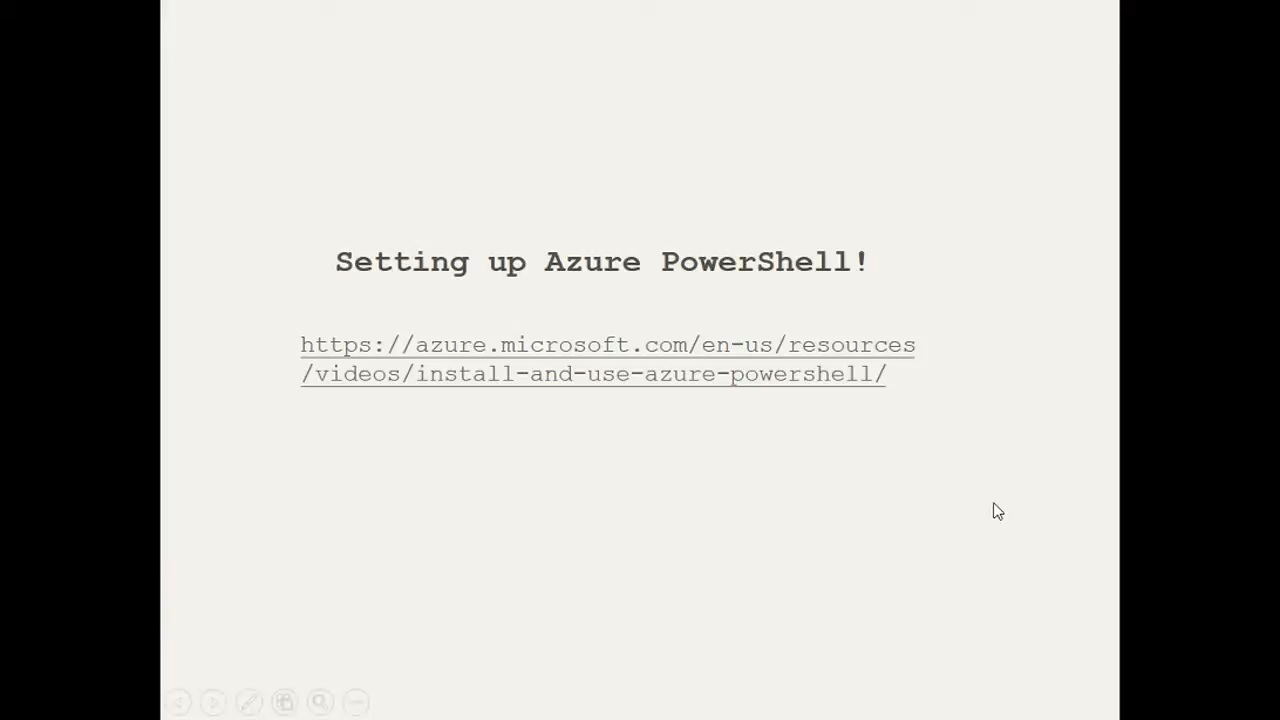 Setting up Azure PowerShell!
https://azure.microsoft.com/en-us/resources
/videos/install-and-use-azure-powershell/